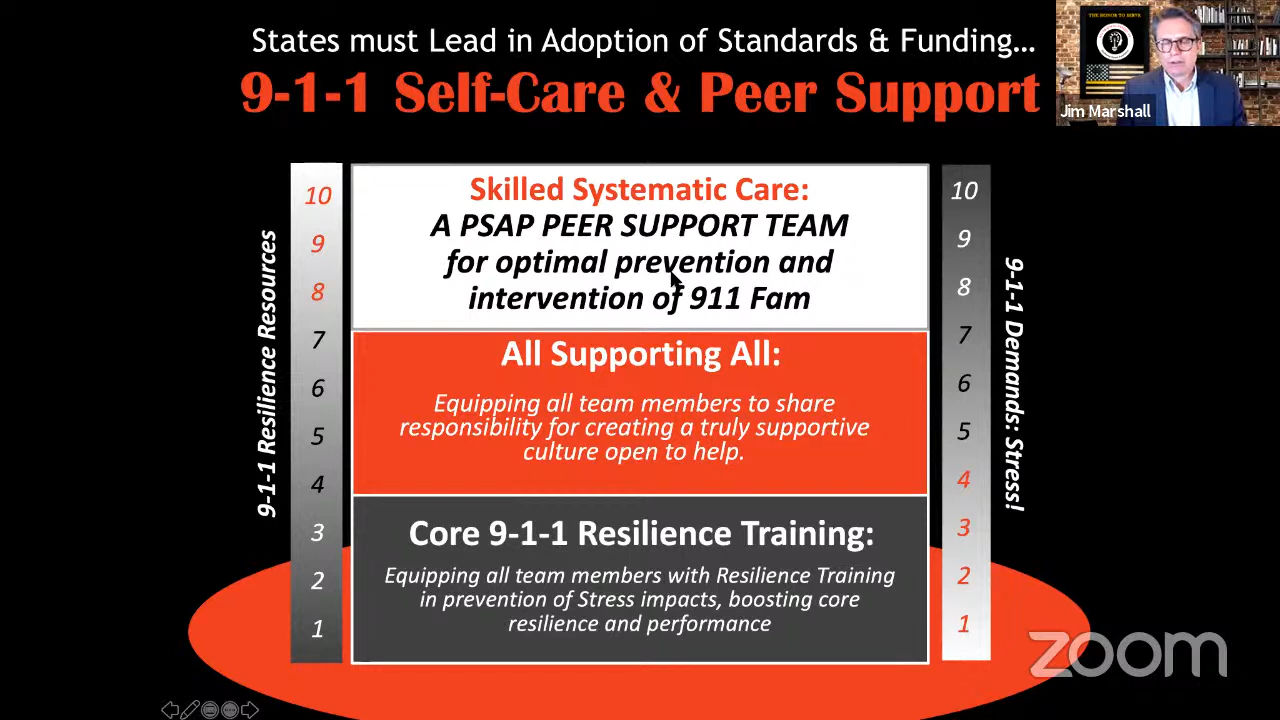 States must Lead in Adoption of Standards & Funding...
9-1-1 Self-Care & Peer Support
THE HONOR TO SERVE
Jim Marshall
9-1-1 Resilience Resources
10
9
8
7
6
5
4
3
2
1
Skilled Systematic Care:
A PSAP PEER SUPPORT TEAM
for optimal prevention and
intervention of 911 Fam
All Supporting All:
Equipping all team members to share
responsibility for creating a truly supportive
culture open to help.
Core 9-1-1 Resilience Training:
Equipping all team members with Resilience Training
in prevention of Stress impacts, boosting core
resilience and performance
10
9
8
7
6
5
4
3
2
1
9-1-1 Demands: Stress!
zoom